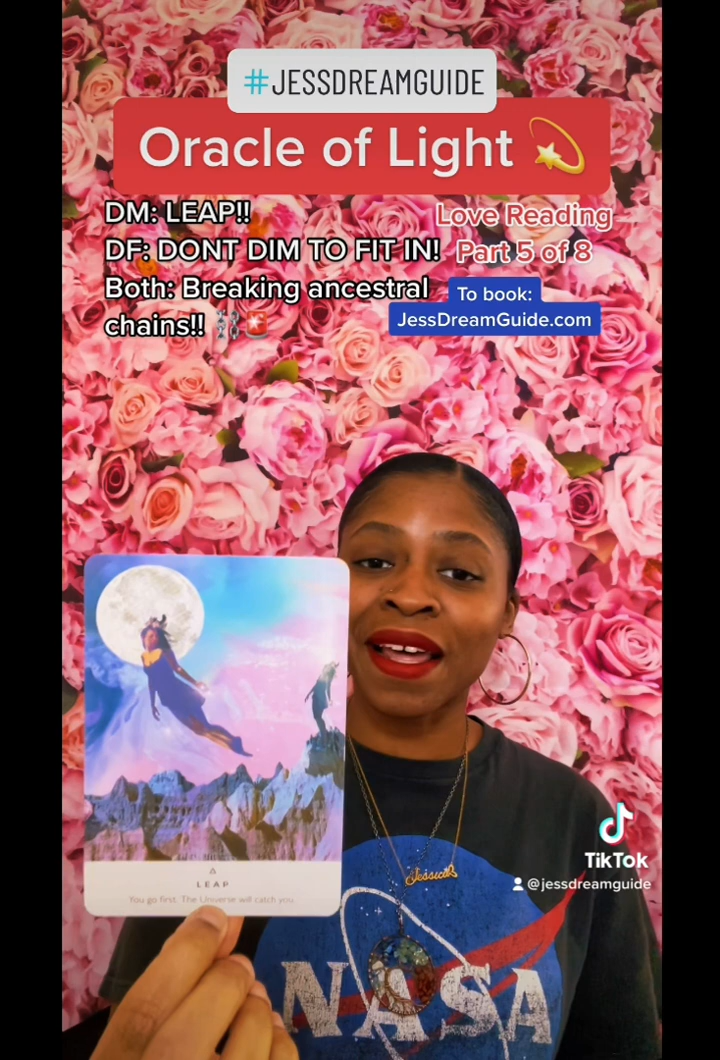 #JESSDREAMGUIDE
Oracle of Light
DM: LEAP!!
DF: DONT DIM TO FIT IN!
Both: Breaking ancestral
chains!!
Love Reading
Part 5 of 8
To book:
JessDreamGuide.com
LEAP
You go first. The Universe will catch you.
Jessica
NASA
TikTok
@jessdreamguide